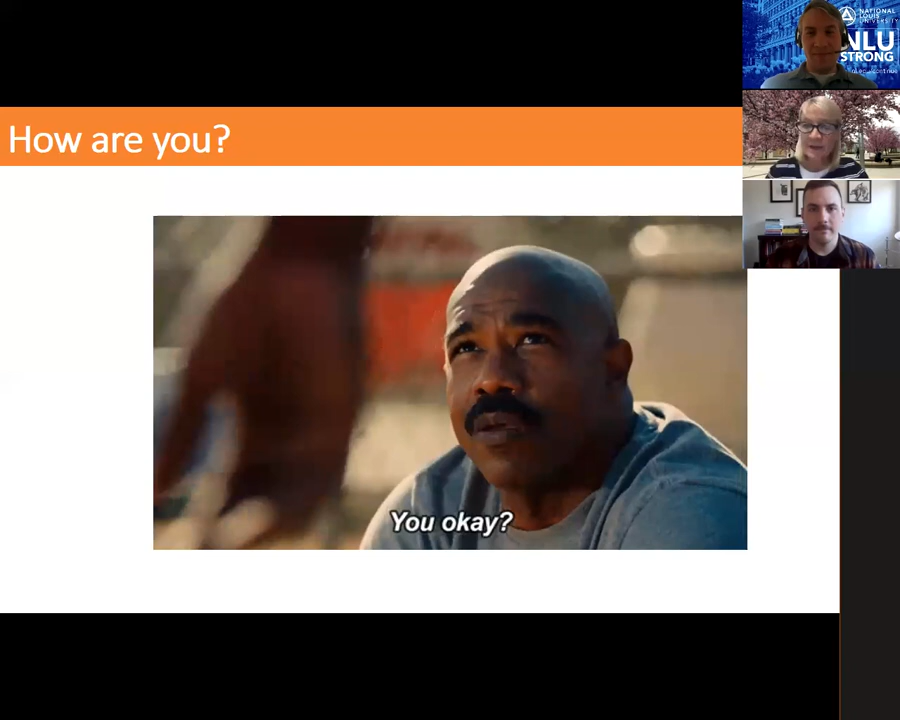 How are you?
You okay?
NATIONAL
LOUIS
UNIVERSITY
NLU
STRONG